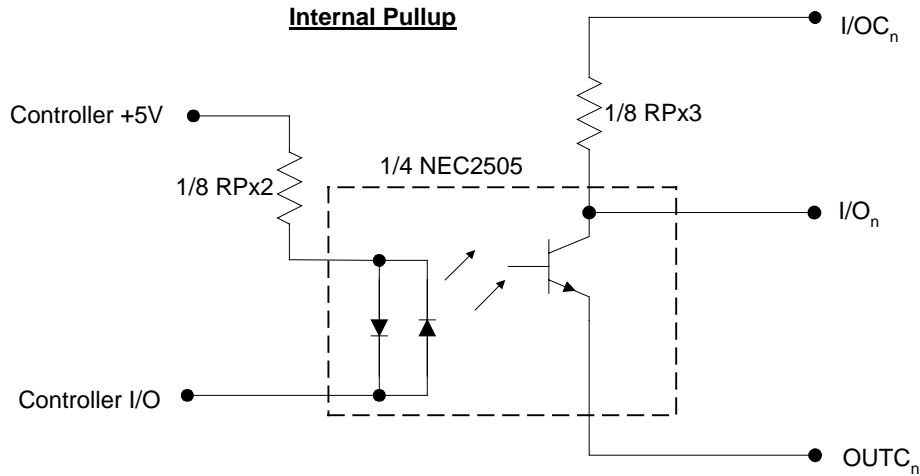 Internal Pullup
I/OCn
Controller +5V
1/8 RPx3
1/4 NEC2505
1/8 RPx2
I/On
Controller I/O
OUTCn